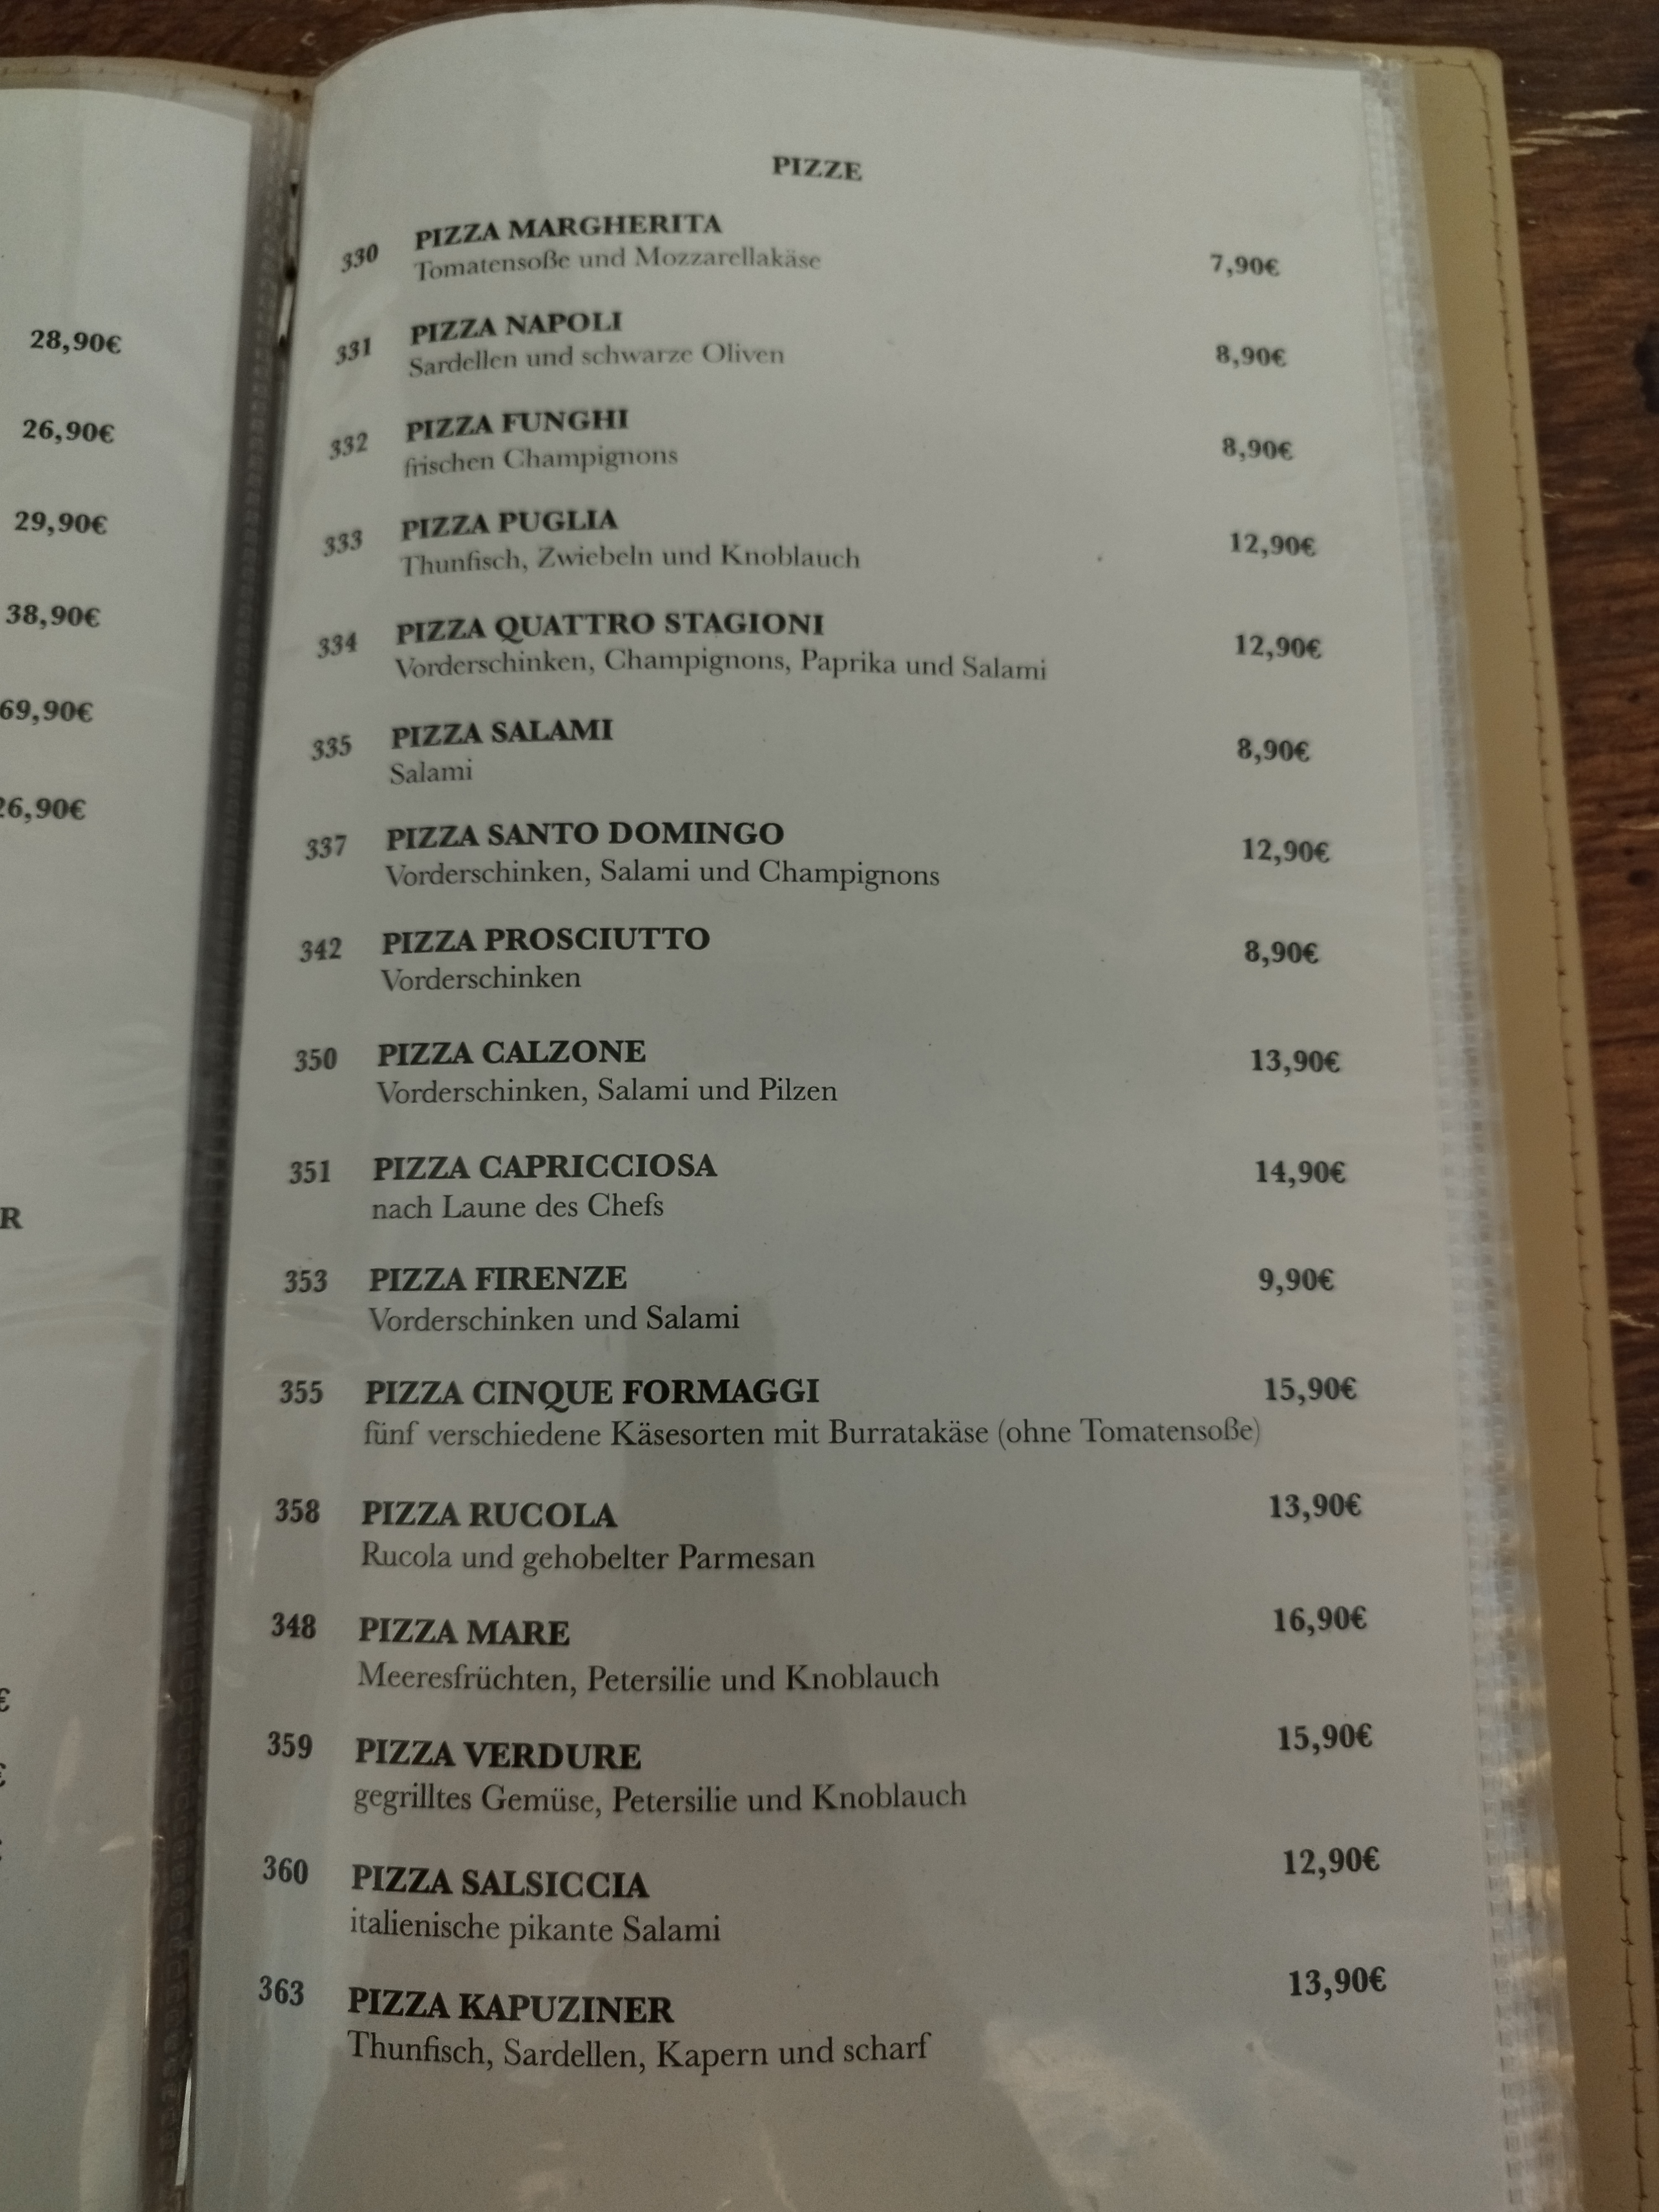 28,90€
26,90€
29,90€
38,90€
69,90€
26,90€
R
€
€
PIZZE
330 PIZZA MARGHERITA
Tomatensoße und Mozzarellakäse 7,90€
331 PIZZA NAPOLI
Sardellen und schwarze Oliven 8,90€
332 PIZZA FUNGHI 8,90€
frischen Champignons
333 PIZZA PUGLIA 12,90€
Thunfisch, Zwiebeln und Knoblauch
334 PIZZA QUATTRO STAGIONI 12,90€
Vorderschinken, Champignons, Paprika und Salami
335 PIZZA SALAMI 8,90€
Salami
337 PIZZA SANTO DOMINGO 12,90€
Vorderschinken, Salami und Champignons
342 PIZZA PROSCIUTTO 8,90€
Vorderschinken
350 PIZZA CALZONE 13,90€
Vorderschinken, Salami und Pilzen
351 PIZZA CAPRICCIOSA 14,90€
nach Laune des Chefs
353 PIZZA FIRENZE 9,90€
Vorderschinken und Salami
355 PIZZA CINQUE FORMAGGI 15,90€
fünf verschiedene Käsesorten mit Burratakäse (ohne Tomatensoße)
358 PIZZA RUCOLA 13,90€
Rucola und gehobelter Parmesan
348 PIZZA MARE 16,90€
Meeresfrüchten, Petersilie und Knoblauch
359 PIZZA VERDURE 15,90€
gegrilltes Gemüse, Petersilie und Knoblauch
360 PIZZA SALSICCIA 12,90€
italienische pikante Salami
363 PIZZA KAPUZINER 13,90€
Thunfisch, Sardellen, Kapern und scharf